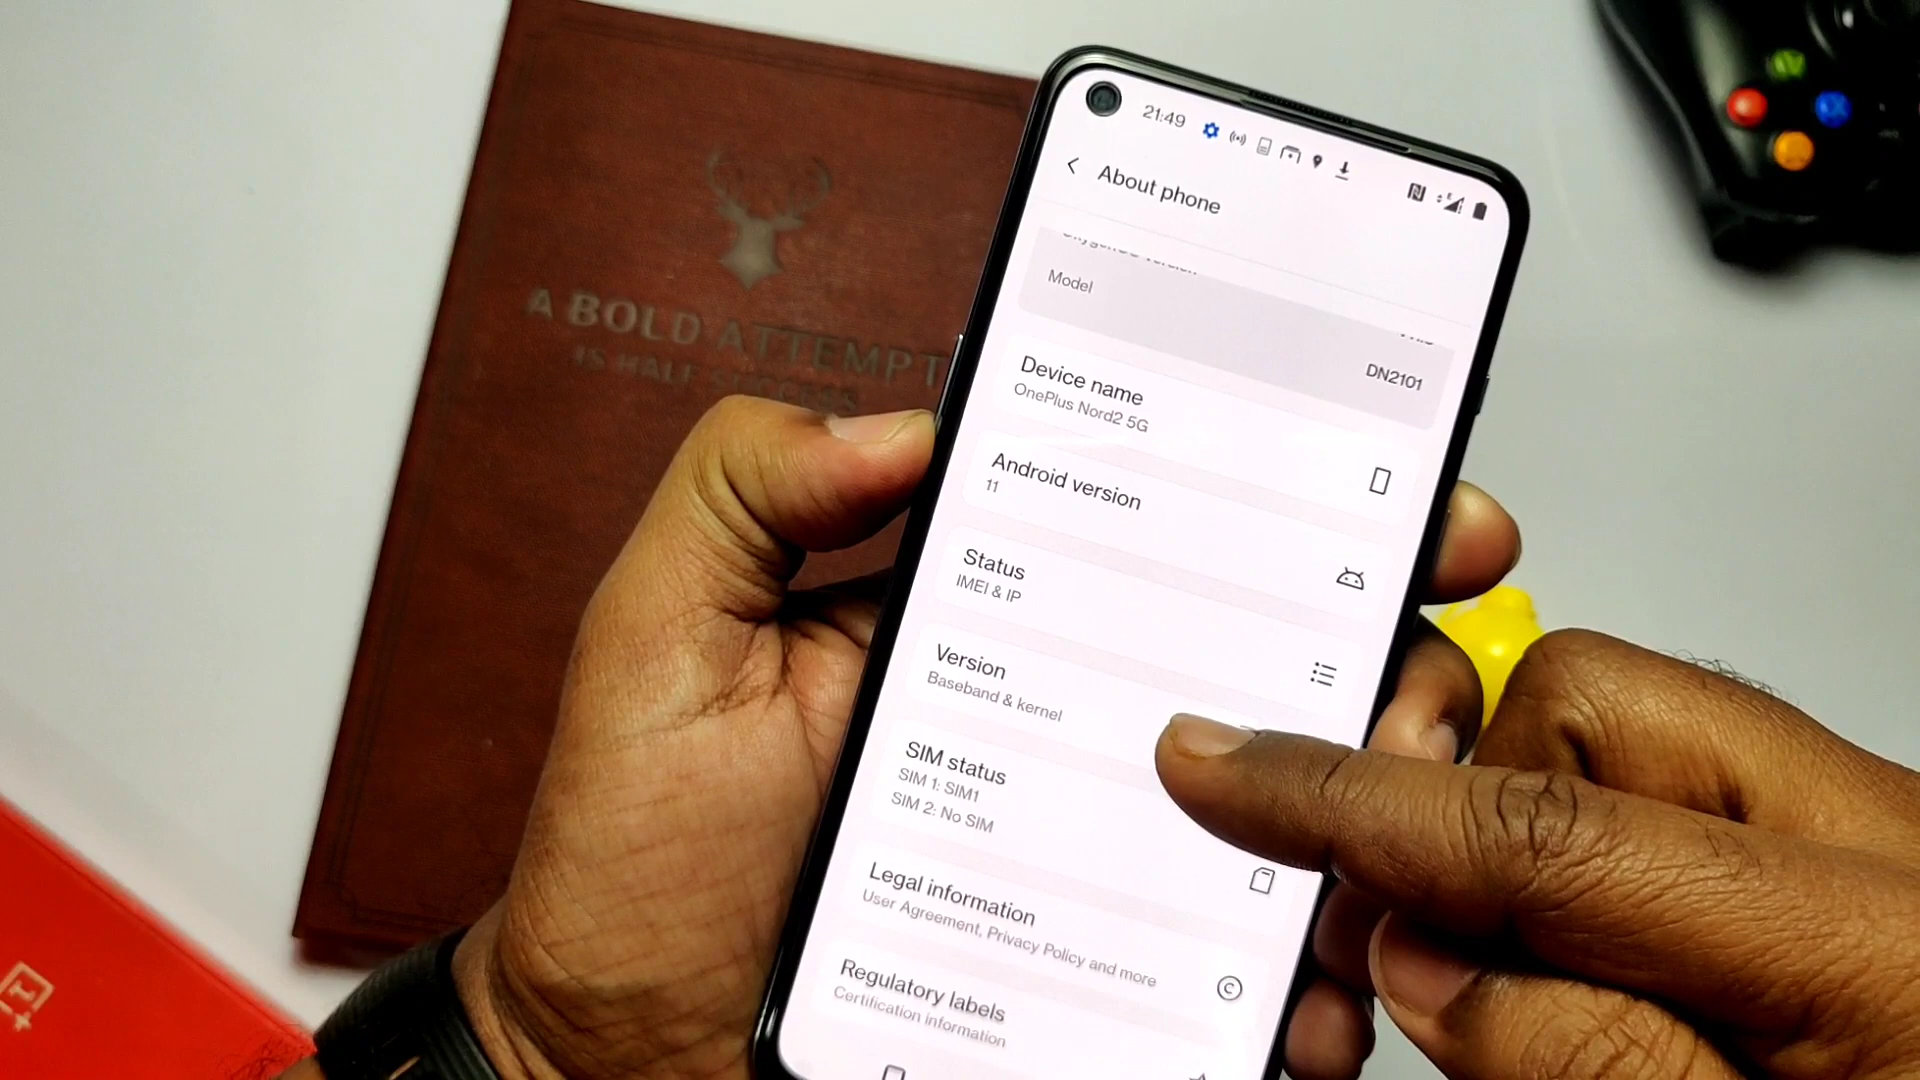 A BOLD ATTEMPT
IS HALF SUCCESS
21:49
About phone
Model
DN2101
Device name
OnePlus Nord2 5G
Android version
11
Status
IMEI & IP
Version
Baseband & kernel
SIM status
SIM 1: SIM1
SIM 2: No SIM
Legal information
User Agreement, Privacy Policy and more
Regulatory labels
Certification information